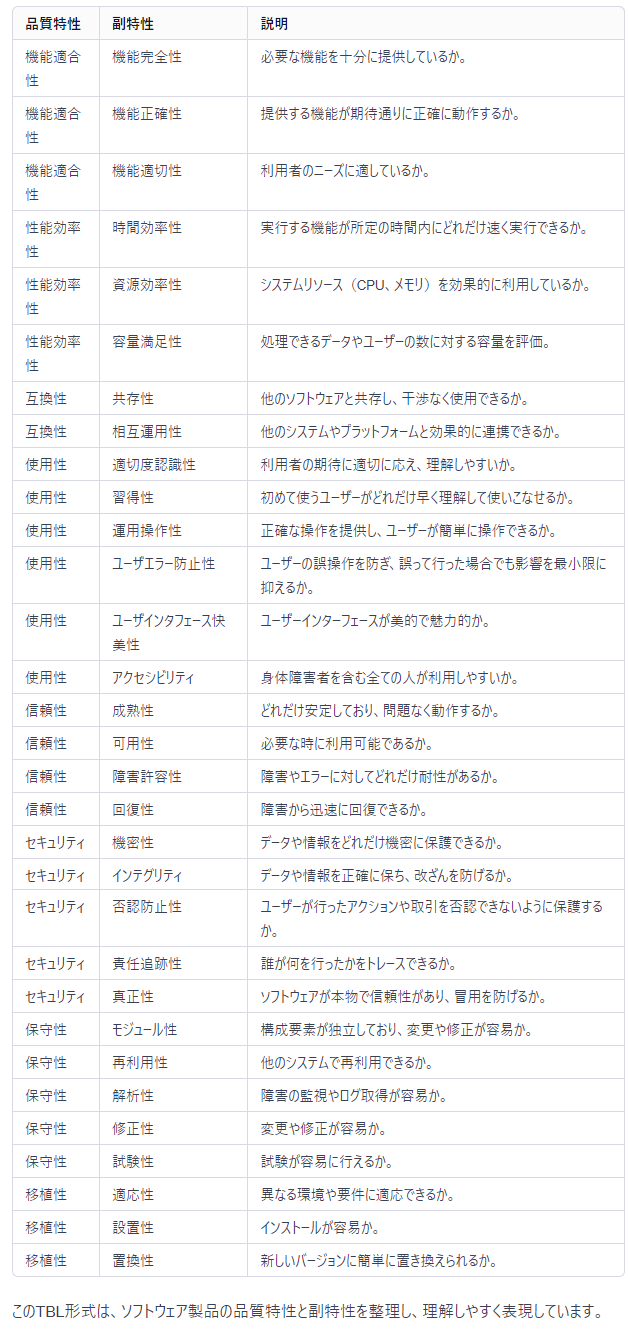 品質特性 副特性 説明
機能適合 機能完全性 必要な機能を十分に提供しているか。
性
機能適合 機能正確性 提供する機能が期待通りに正確に動作するか。
性
機能適合 機能適切性 利用者のニーズに適しているか。
性
性能効率 時間効率性 実行する機能が所定の時間内にどれだけ速く実行できるか。
性
性能効率 資源効率性 システムリソース（CPU、メモリ）を効果的に利用しているか。
性
性能効率 容量満足性 処理できるデータやユーザーの数に対する容量を評価。
性
互換性 共存性 他のソフトウェアと共存し、干渉なく使用できるか。
互換性 相互運用性 他のシステムやプラットフォームと効果的に連携できるか。
使用性 適切度認識性 利用者の期待に適切に応え、理解しやすいか。
使用性 習得性 初めて使うユーザーがどれだけ早く理解して使いこなせるか。
使用性 運用操作性 正確な操作を提供し、ユーザーが簡単に操作できるか。
使用性 ユーザエラー防止性 ユーザーの誤操作を防ぎ、誤って行った場合でも影響を最小限に
抑えるか。
使用性 ユーザインタフェース快 ユーザーインターフェースが美的で魅力的か。
美性
使用性 アクセシビリティ 身体障害者を含む全ての人が利用しやすいか。
信頼性 成熟性 どれだけ安定しており、問題なく動作するか。
信頼性 可用性 必要な時に利用可能であるか。
信頼性 障害許容性 障害やエラーに対してどれだけ耐性があるか。
信頼性 回復性 障害から迅速に回復できるか。
セキュリティ 機密性 データや情報をどれだけ機密に保護できるか。
セキュリティ インテグリティ データや情報を正確に保ち、改ざんを防げるか。
セキュリティ 否認防止性 ユーザーが行ったアクションや取引を否認できないように保護する
か。
セキュリティ 責任追跡性 誰が何を行ったかをトレースできるか。
セキュリティ 真正性 ソフトウェアが本物で信頼性があり、冒用を防げるか。
保守性 モジュール性 構成要素が独立しており、変更や修正が容易か。
保守性 再利用性 他のシステムで再利用できるか。
保守性 解析性 障害の監視やログ取得が容易か。
保守性 修正性 変更や修正が容易か。
保守性 試験性 試験が容易に行えるか。
移植性 適応性 異なる環境や要件に適応できるか。
移植性 設置性 インストールが容易か。
移植性 置換性 新しいバージョンに簡単に置き換えられるか。
このTBL形式は、ソフトウェア製品の品質特性と副特性を整理し、理解しやすく表現しています。